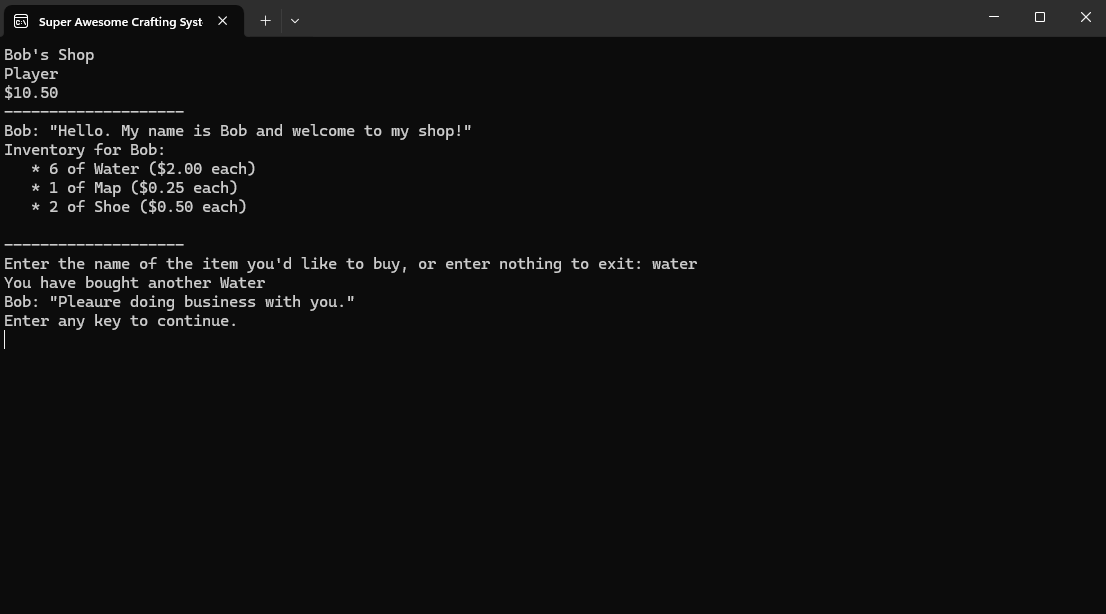 Super Awesome Crafting Syst
Bob's Shop
Player
$10.50
--------------------
Bob: "Hello. My name is Bob and welcome to my shop!"
Inventory for Bob:
* 6 of Water ($2.00 each)
* 1 of Map ($0.25 each)
* 2 of Shoe ($0.50 each)
--------------------
Enter the name of the item you'd like to buy, or enter nothing to exit: water
You have bought another Water
Bob: "Pleaure doing business with you."
Enter any key to continue.